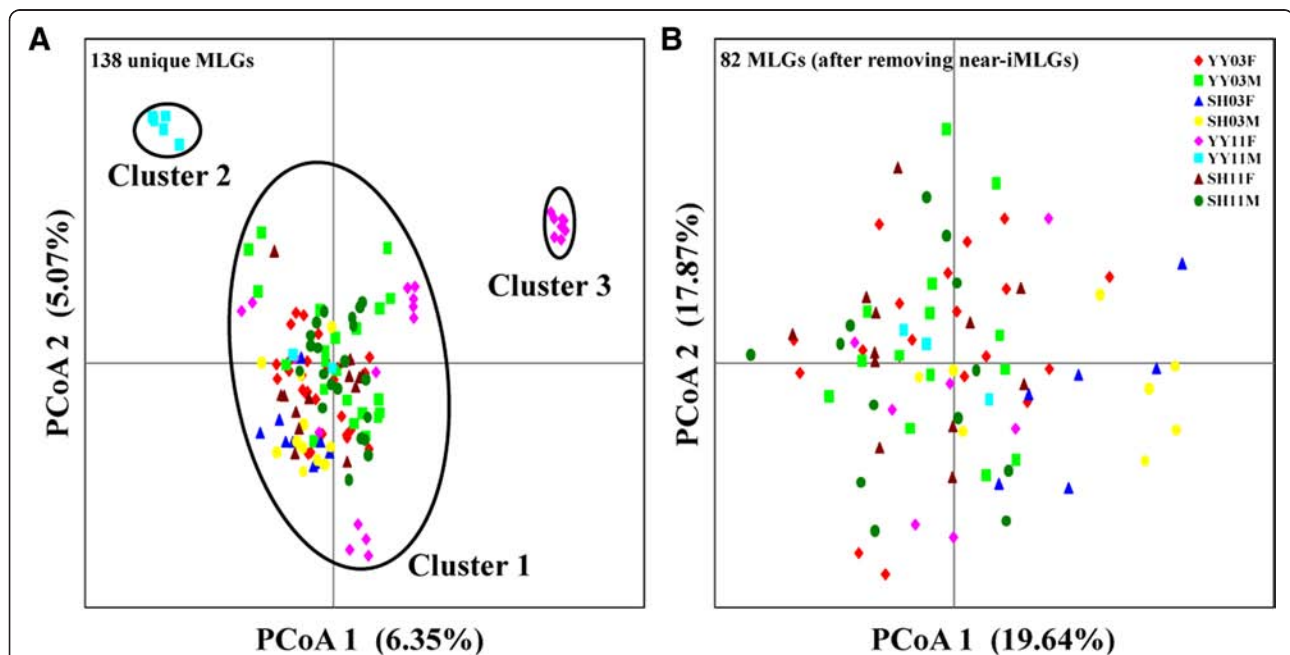 A
138 unique MLGs
Cluster 2
Cluster 3
Cluster 1
PCoA 2 (5.07%)
PCoA 1 (6.35%)
B
82 MLGs (after removing near-iMLGs)
YY03F
YY03M
SH03F
SH03M
YY11F
YY11M
SH11F
SH11M
PCoA 2 (17.87%)
PCoA 1 (19.64%)